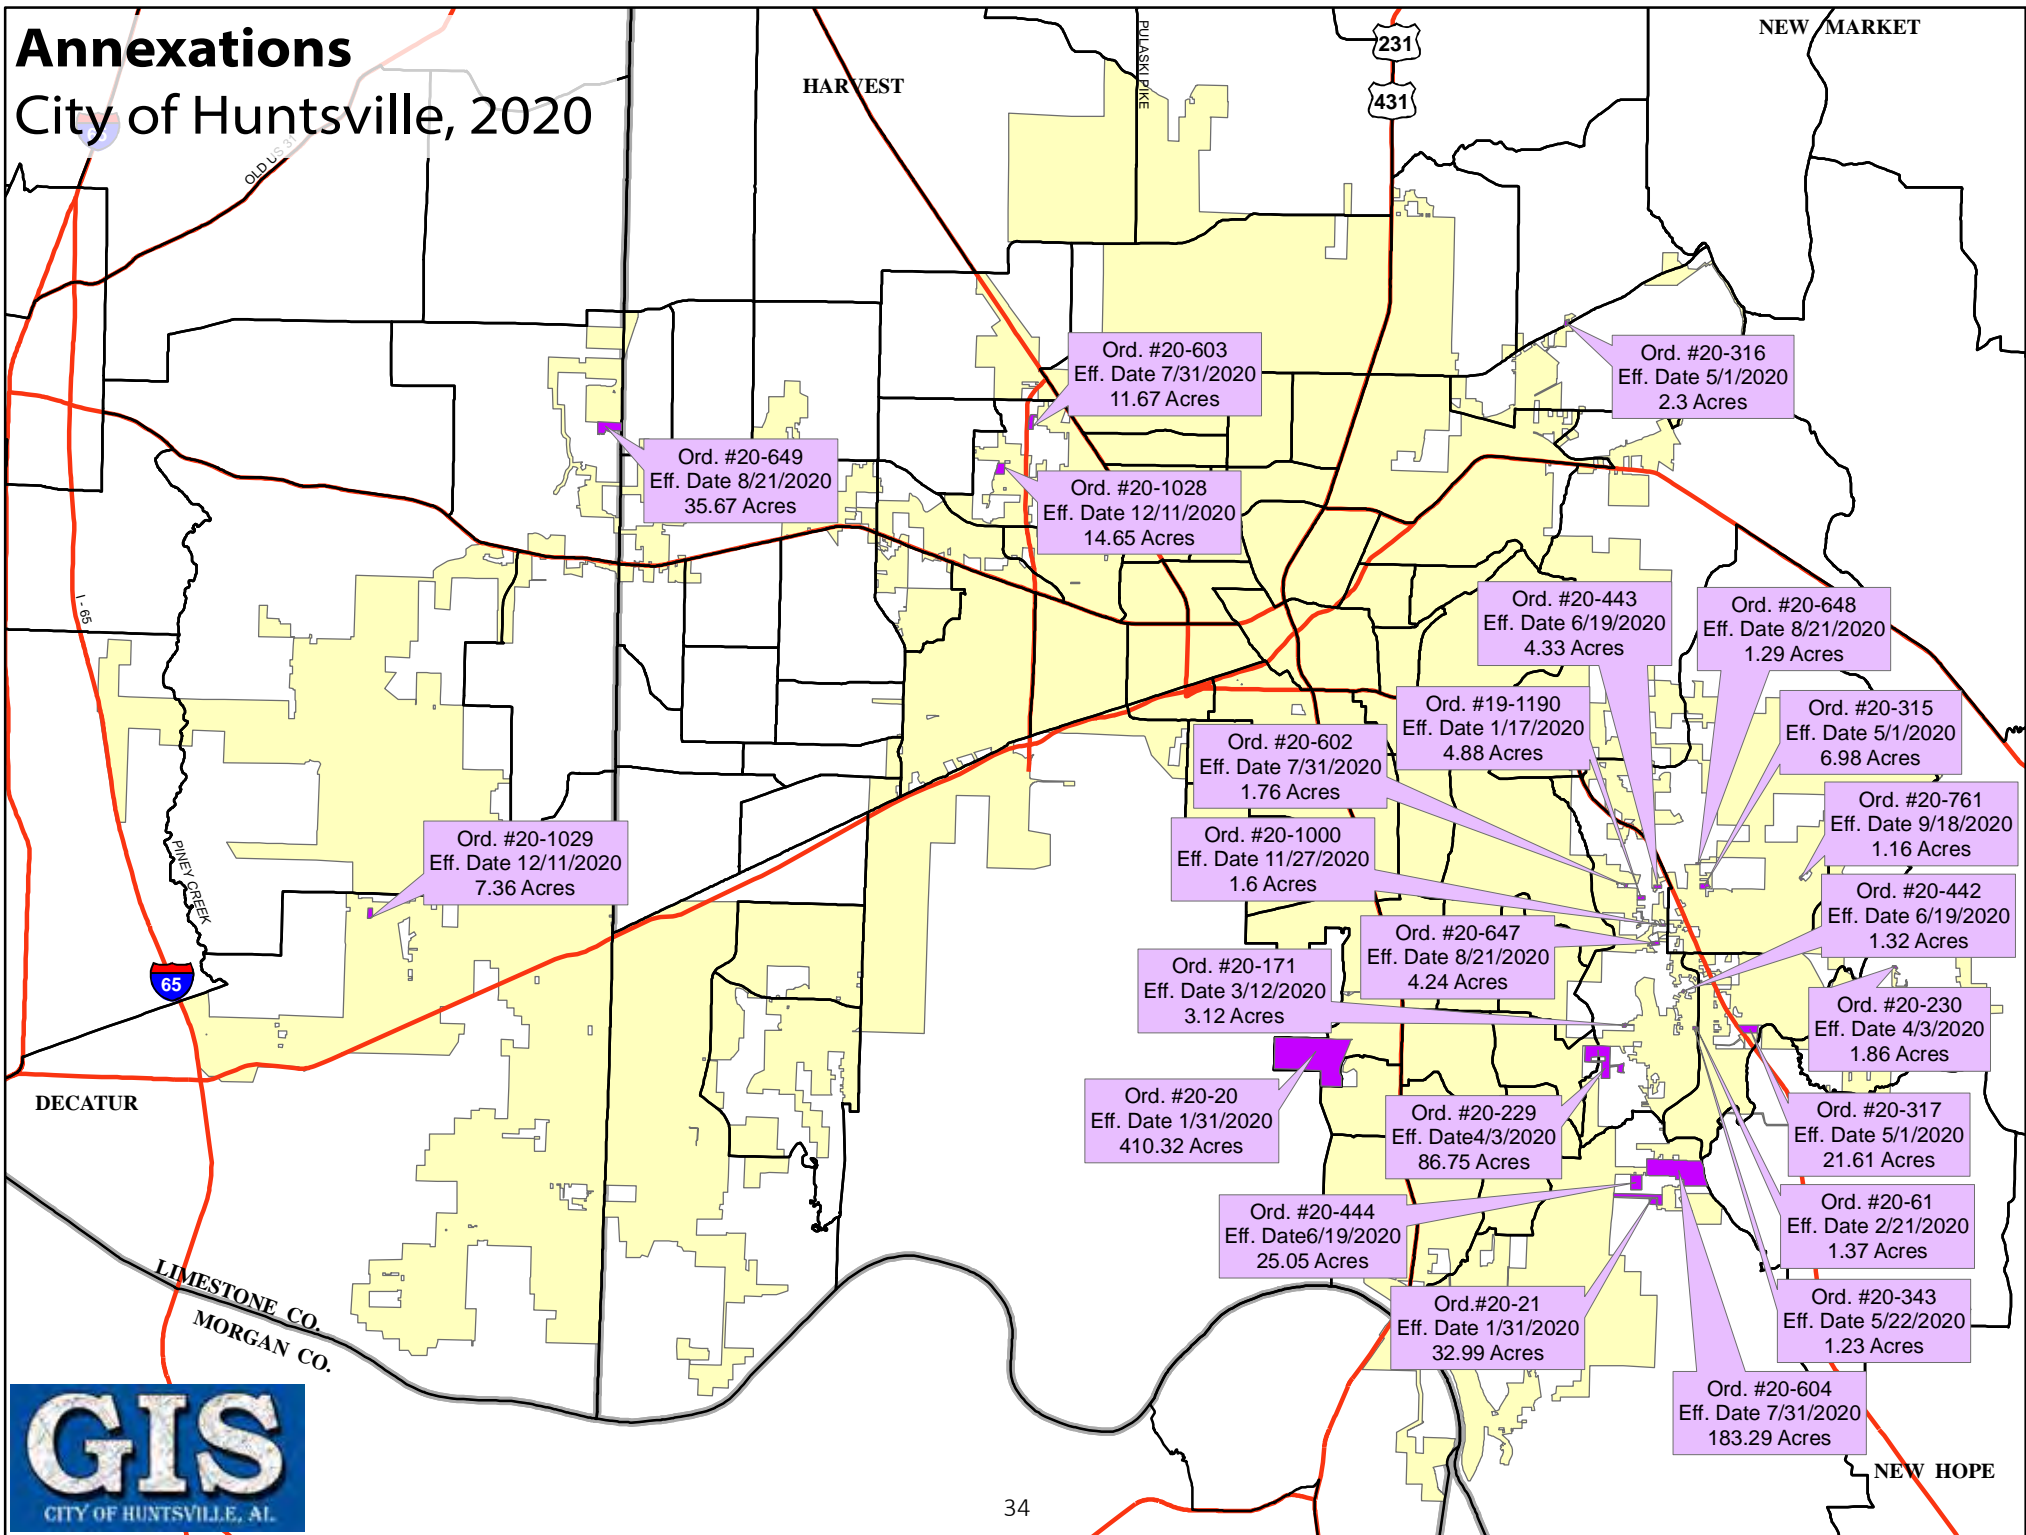 Annexations
City of Huntsville, 2020
HARVEST
PULASKI PIKE
231
431
NEW MARKET
65
OLD US 31
Ord. #20-603
Eff. Date 7/31/2020
11.67 Acres
Ord. #20-316
Eff. Date 5/1/2020
2.3 Acres
Ord. #20-649
Eff. Date 8/21/2020
35.67 Acres
Ord. #20-1028
Eff. Date 12/11/2020
14.65 Acres
I - 65
Ord. #20-443
Eff. Date 6/19/2020
4.33 Acres
Ord. #20-648
Eff. Date 8/21/2020
1.29 Acres
Ord. #19-1190
Eff. Date 1/17/2020
4.88 Acres
Ord. #20-315
Eff. Date 5/1/2020
6.98 Acres
Ord. #20-602
Eff. Date 7/31/2020
1.76 Acres
Ord. #20-761
Eff. Date 9/18/2020
1.16 Acres
Ord. #20-1029
Eff. Date 12/11/2020
7.36 Acres
Ord. #20-1000
Eff. Date 11/27/2020
1.6 Acres
PINEY CREEK
Ord. #20-442
Eff. Date 6/19/2020
1.32 Acres
Ord. #20-647
Eff. Date 8/21/2020
4.24 Acres
65
Ord. #20-171
Eff. Date 3/12/2020
3.12 Acres
Ord. #20-230
Eff. Date 4/3/2020
1.86 Acres
DECATUR
Ord. #20-20
Eff. Date 1/31/2020
410.32 Acres
Ord. #20-229
Eff. Date4/3/2020
86.75 Acres
Ord. #20-317
Eff. Date 5/1/2020
21.61 Acres
Ord. #20-444
Eff. Date6/19/2020
25.05 Acres
Ord. #20-61
Eff. Date 2/21/2020
1.37 Acres
LIMESTONE CO.
MORGAN CO.
Ord.#20-21
Eff. Date 1/31/2020
32.99 Acres
Ord. #20-343
Eff. Date 5/22/2020
1.23 Acres
Ord. #20-604
Eff. Date 7/31/2020
183.29 Acres
NEW HOPE
GIS
CITY OF HUNTSVILLE, AL
34